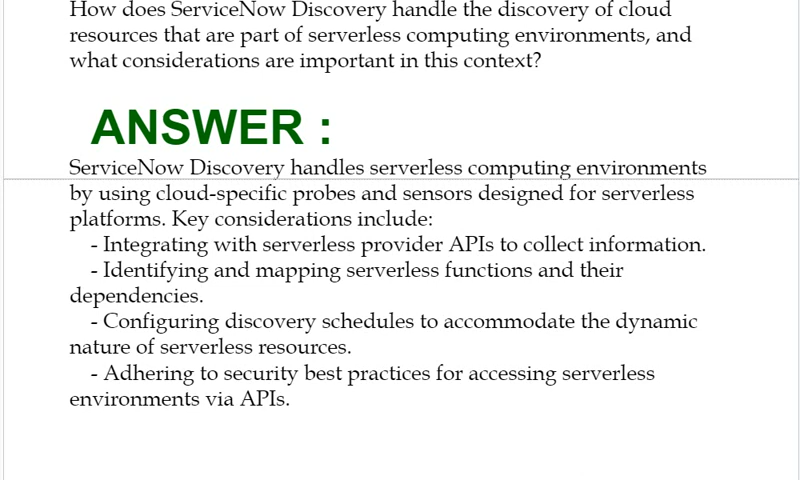 How does ServiceNow Discovery handle the discovery of cloud
resources that are part of serverless computing environments, and
what considerations are important in this context?
ANSWER :
ServiceNow Discovery handles serverless computing environments
by using cloud-specific probes and sensors designed for serverless
platforms. Key considerations include:
- Integrating with serverless provider APIs to collect information.
- Identifying and mapping serverless functions and their
dependencies.
- Configuring discovery schedules to accommodate the dynamic
nature of serverless resources.
- Adhering to security best practices for accessing serverless
environments via APIs.